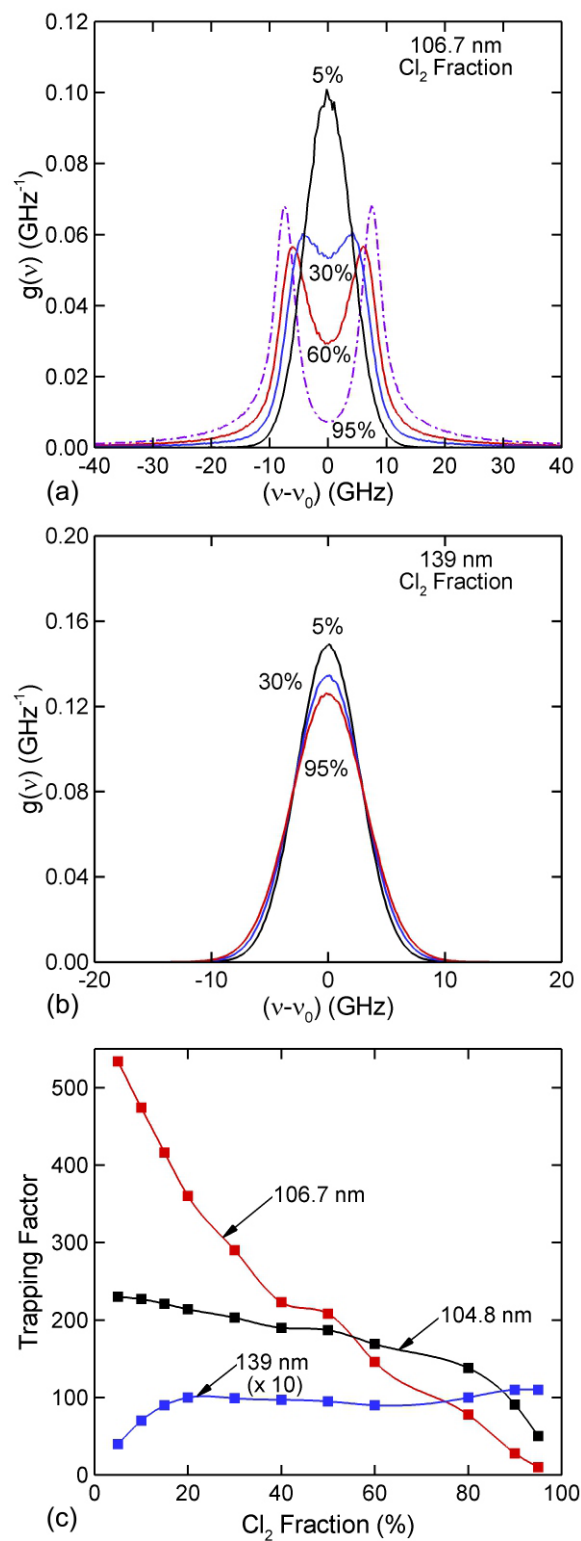 106.7 nm
Cl₂ Fraction
5%
30%
60%
95%
g(ν) (GHz⁻¹)
0.12
0.10
0.08
0.06
0.04
0.02
0.00
-40 -30 -20 -10 0 10 20 30 40
(a) (ν-ν₀) (GHz)
139 nm
Cl₂ Fraction
5%
30%
95%
g(ν) (GHz⁻¹)
0.20
0.16
0.12
0.08
0.04
0.00
-20 -10 0 10 20
(b) (ν-ν₀) (GHz)
500
400
300
200
100
0
Trapping Factor
106.7 nm
104.8 nm
139 nm
(x 10)
0 20 40 60 80 100
(c) Cl₂ Fraction (%)